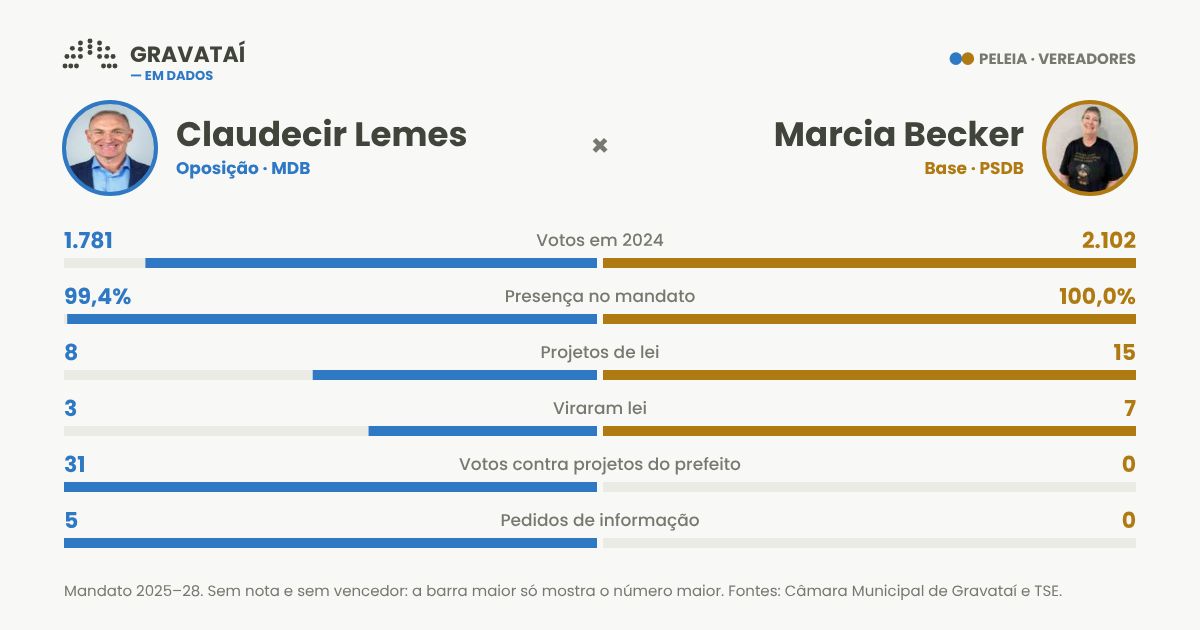 GRAVATAÍ
— EM DADOS
PELEIA · VEREADORES
Claudecir Lemes
Oposição · MDB
×
Marcia Becker
Base · PSDB
1.781 Votos em 2024 2.102
99,4% Presença no mandato 100,0%
8 Projetos de lei 15
3 Viraram lei 7
31 Votos contra projetos do prefeito 0
5 Pedidos de informação 0
Mandato 2025–28. Sem nota e sem vencedor: a barra maior só mostra o número maior. Fontes: Câmara Municipal de Gravataí e TSE.